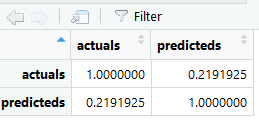 Filter
actuals predicteds
actuals 1.0000000 0.2191925
predicteds 0.2191925 1.0000000